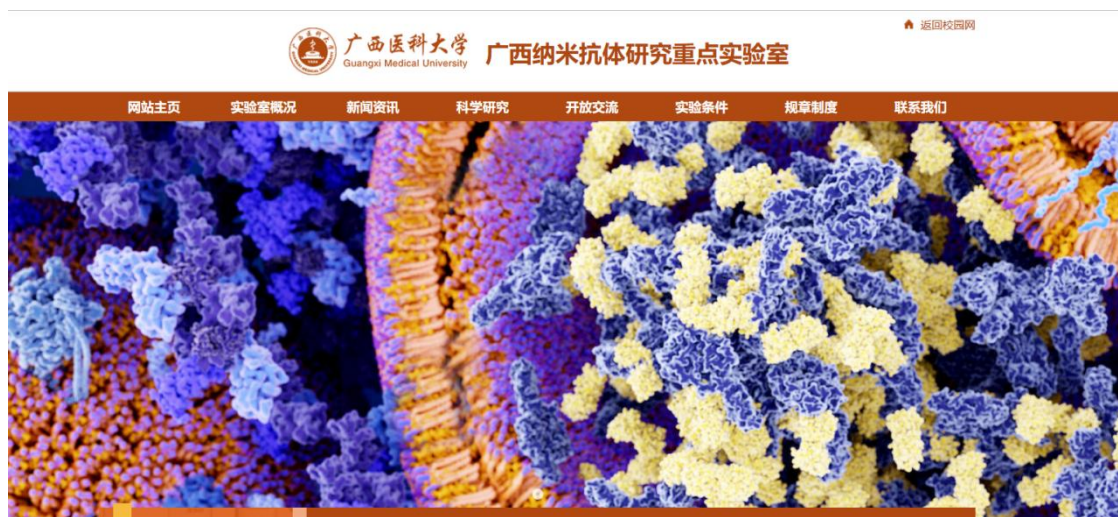 返回校园网
广西医科大学
Guangxi Medical University
广西纳米抗体研究重点实验室
网站主页 实验室概况 新闻资讯 科学研究 开放交流 实验条件 规章制度 联系我们